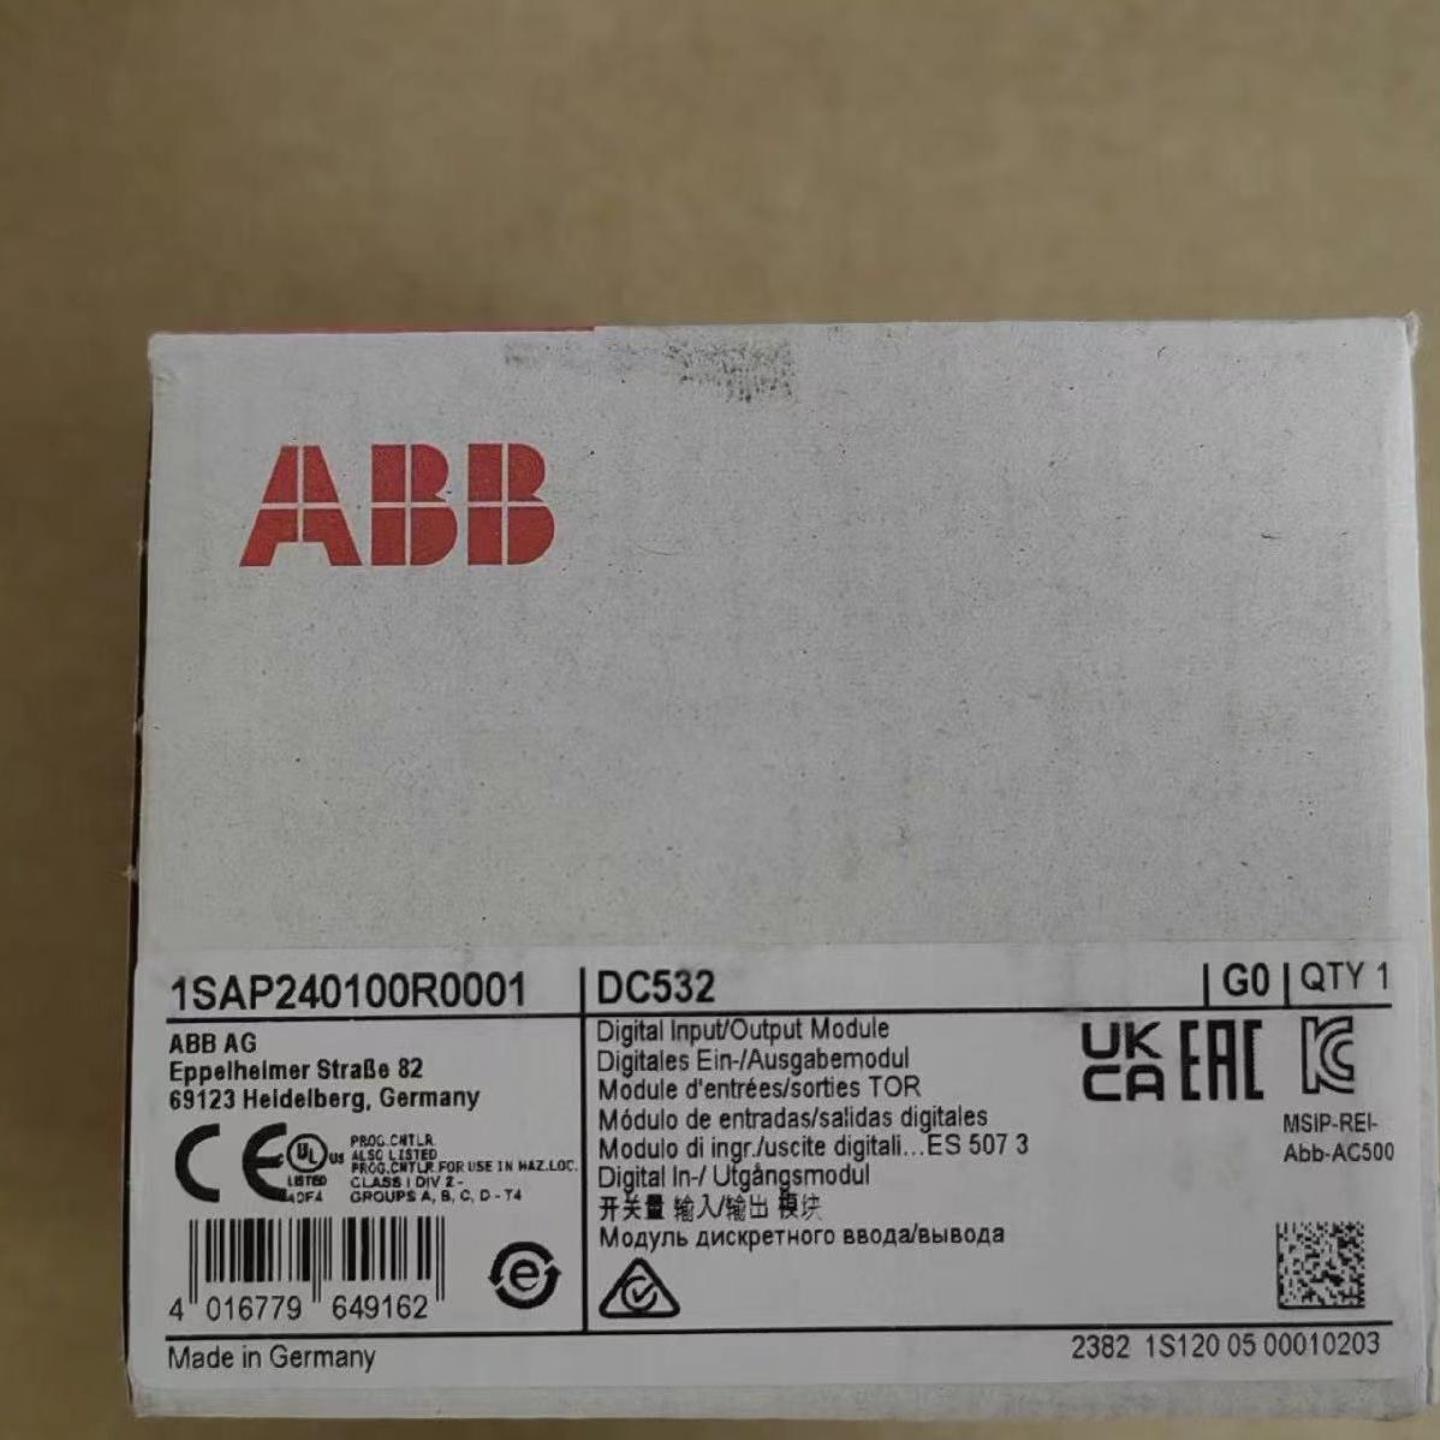 ABB
1SAP240100R0001
DC532
G0
QTY 1
ABB AG
Eppelheimer Straße 82
69123 Heidelberg, Germany
CE
UL
US
LISTED
PROG.CNTLR
ALSO LISTED
PROG.CNTLR.FOR USE IN HAZ.LOC.
CLASS I DIV 2 -
GROUPS A, B, C, D - T4
4 016779 649162
Digital Input/Output Module
Digitales Ein-/Ausgabemodul
Module d'entrées/sorties TOR
Módulo de entradas/salidas digitales
Modulo di ingr./uscite digitali...ES 507 3
Digital In-/ Utgångsmodul
开关量 输入/输出 模块
Модуль дискретного ввода/вывода
UK
CA
EAC
KC
MSIP-REI-
Abb-AC500
Made in Germany
2382 1S120 05 00010203